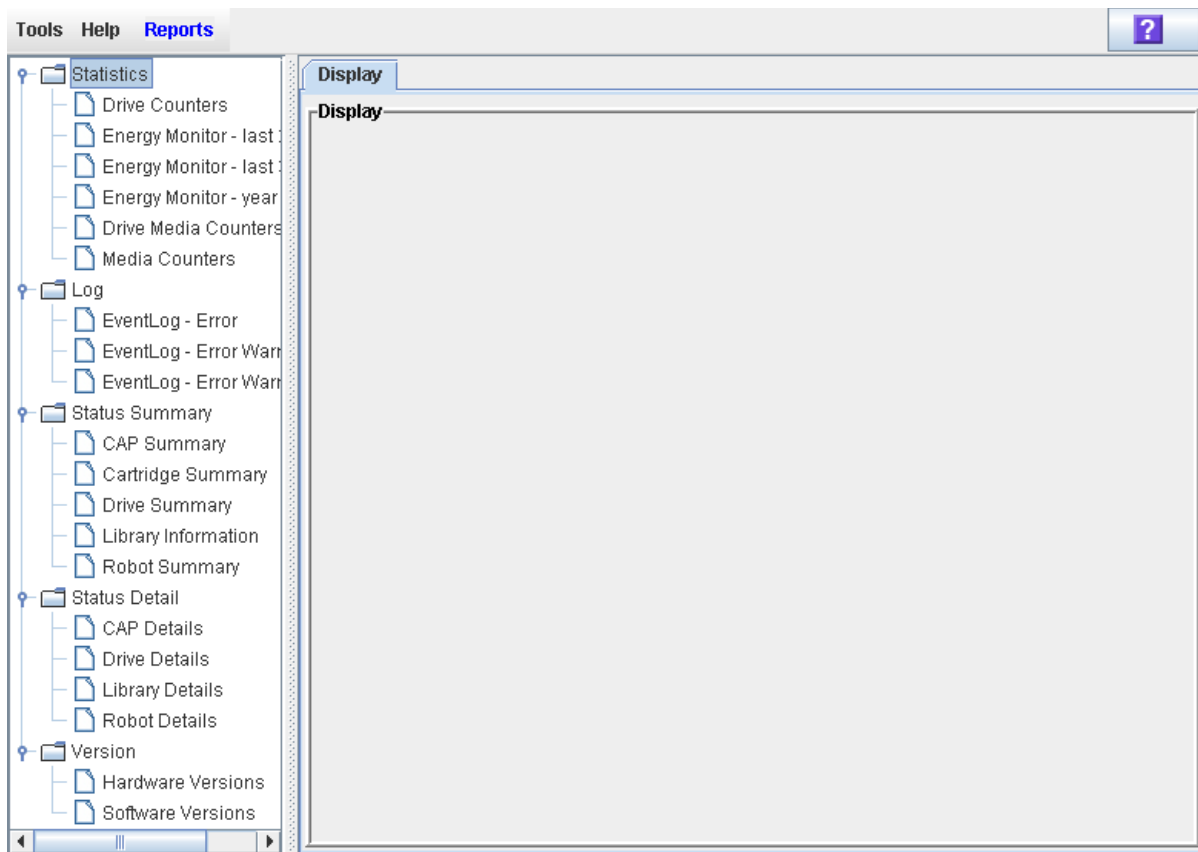 Tools Help Reports
?
Statistics
Drive Counters
Energy Monitor - last
Energy Monitor - last
Energy Monitor - year
Drive Media Counters
Media Counters
Log
EventLog - Error
EventLog - Error Warr
EventLog - Error Warr
Status Summary
CAP Summary
Cartridge Summary
Drive Summary
Library Information
Robot Summary
Status Detail
CAP Details
Drive Details
Library Details
Robot Details
Version
Hardware Versions
Software Versions
Display
Display